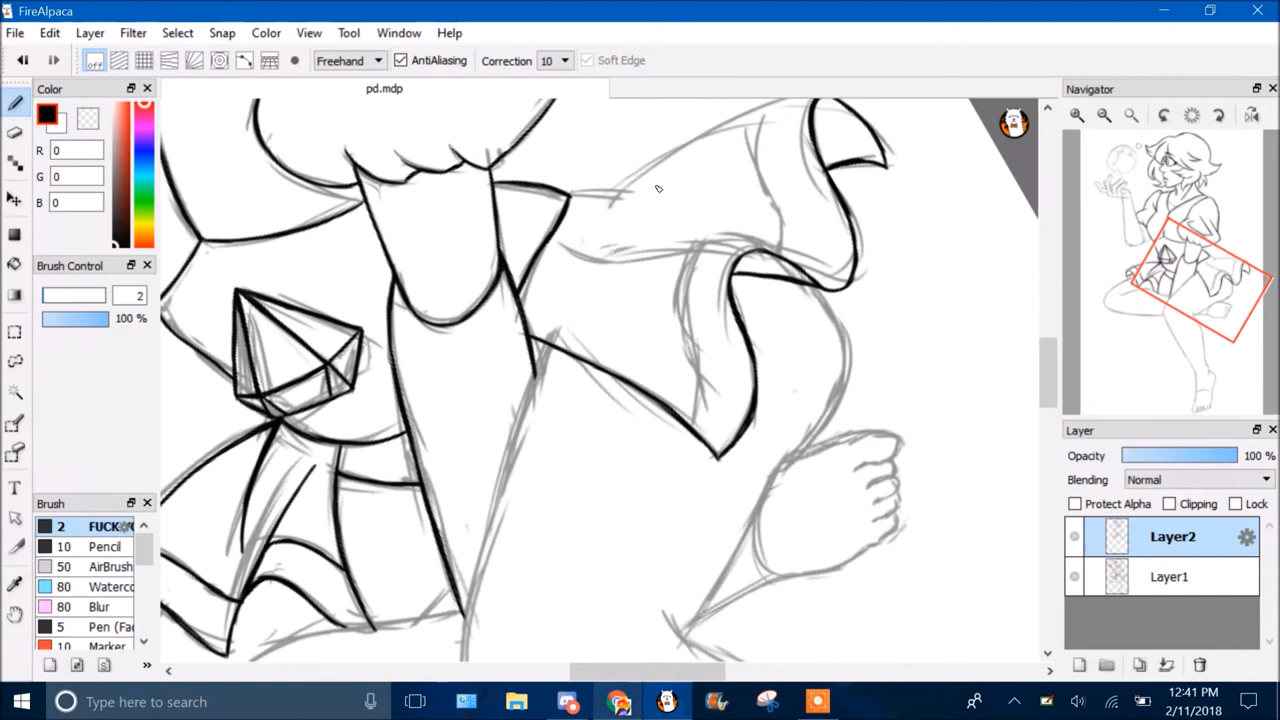 FireAlpaca
File Edit Layer Filter Select Snap Color View Tool Window Help
off Freehand AntiAliasing Correction 10 Soft Edge
Color pd.mdp Navigator
R 0
G 0
B 0
Brush Control
2
100 %
Layer
Opacity 100 %
Blending Normal
Protect Alpha Clipping Lock
Layer2
Layer1
Brush
2
10 Pencil
50 AirBrush
80 Waterco
80 Blur
5 Pen (Fa
10 Marker
Type here to search
12:41 PM
2/11/2018